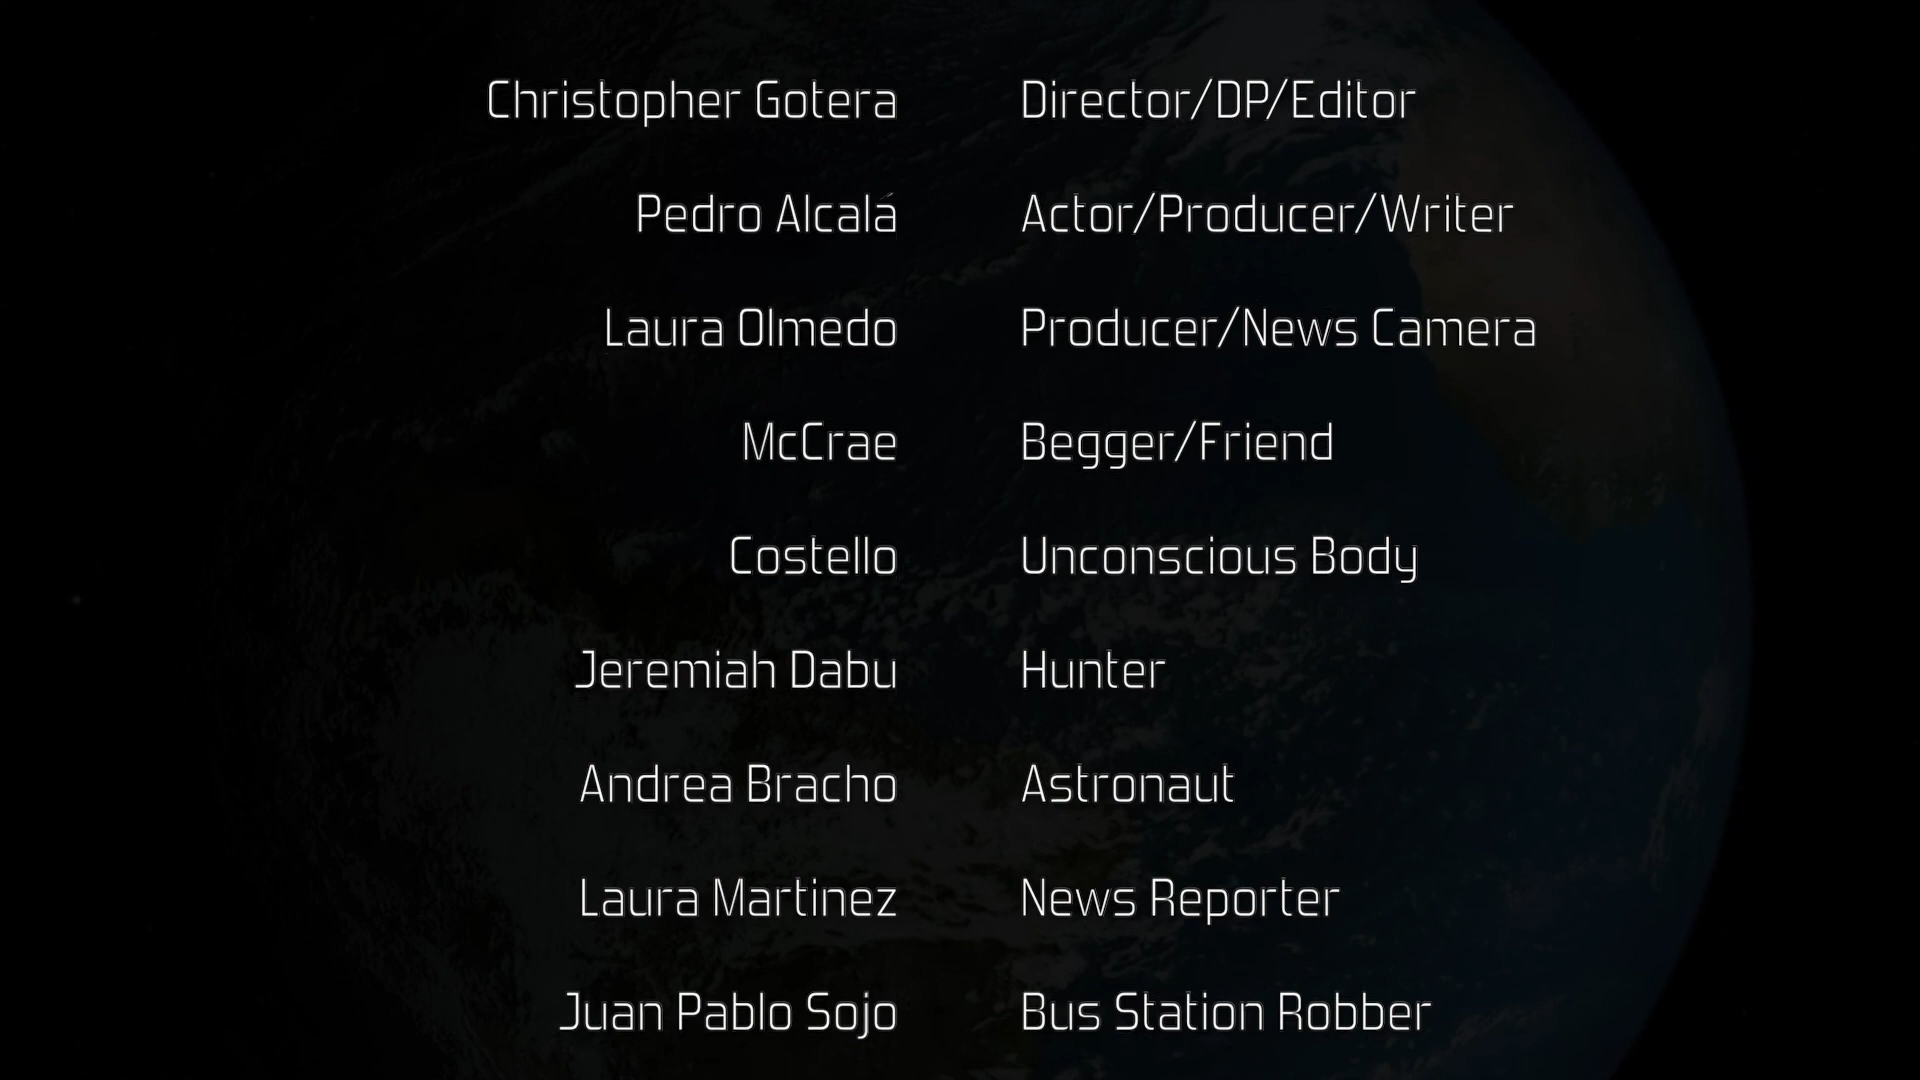 Christopher Gotera Director/DP/Editor
Pedro Alcalá Actor/Producer/Writer
Laura Olmedo Producer/News Camera
McCrae Begger/Friend
Costello Unconscious Body
Jeremiah Dabu Hunter
Andrea Bracho Astronaut
Laura Martinez News Reporter
Juan Pablo Sojo Bus Station Robber